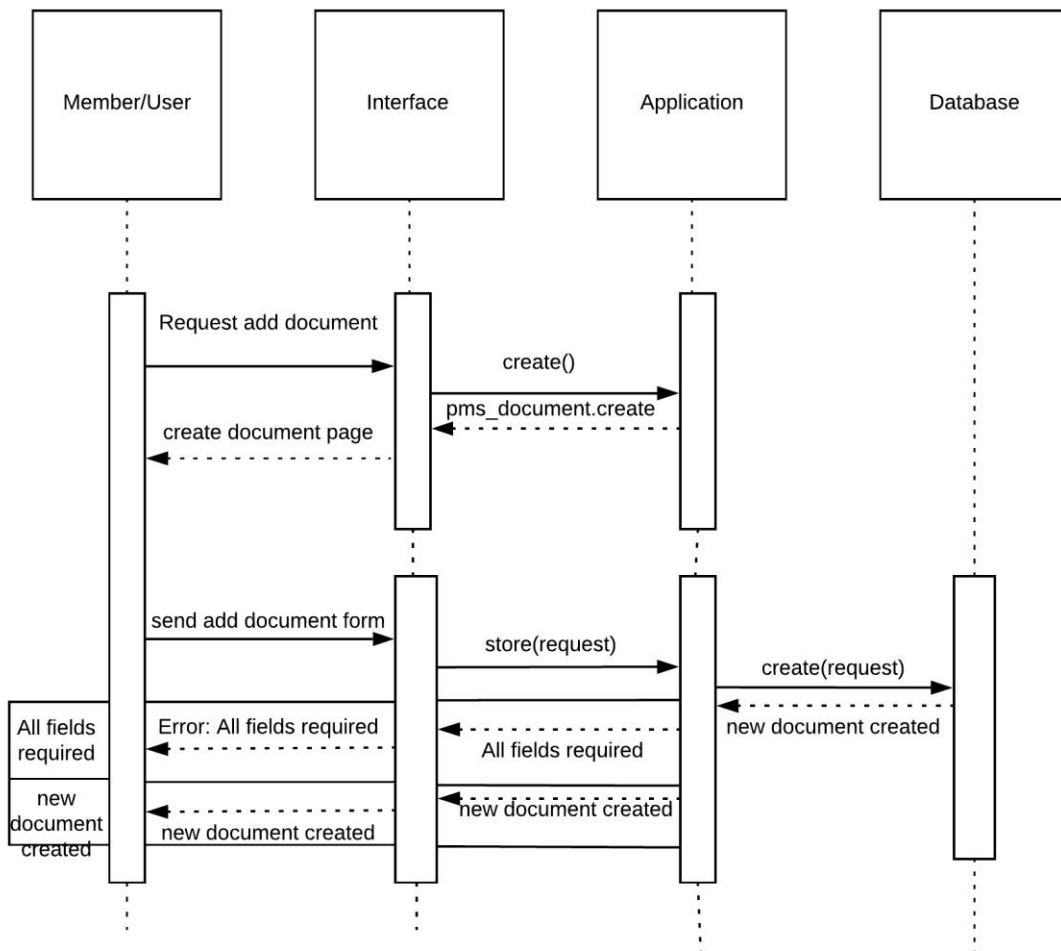 Member/User
Interface
Application
Database
Request add document
create()
pms_document.create
create document page
send add document form
store(request)
create(request)
new document created
All fields
required
Error: All fields required
All fields required
new
document
created
new document created
new document created